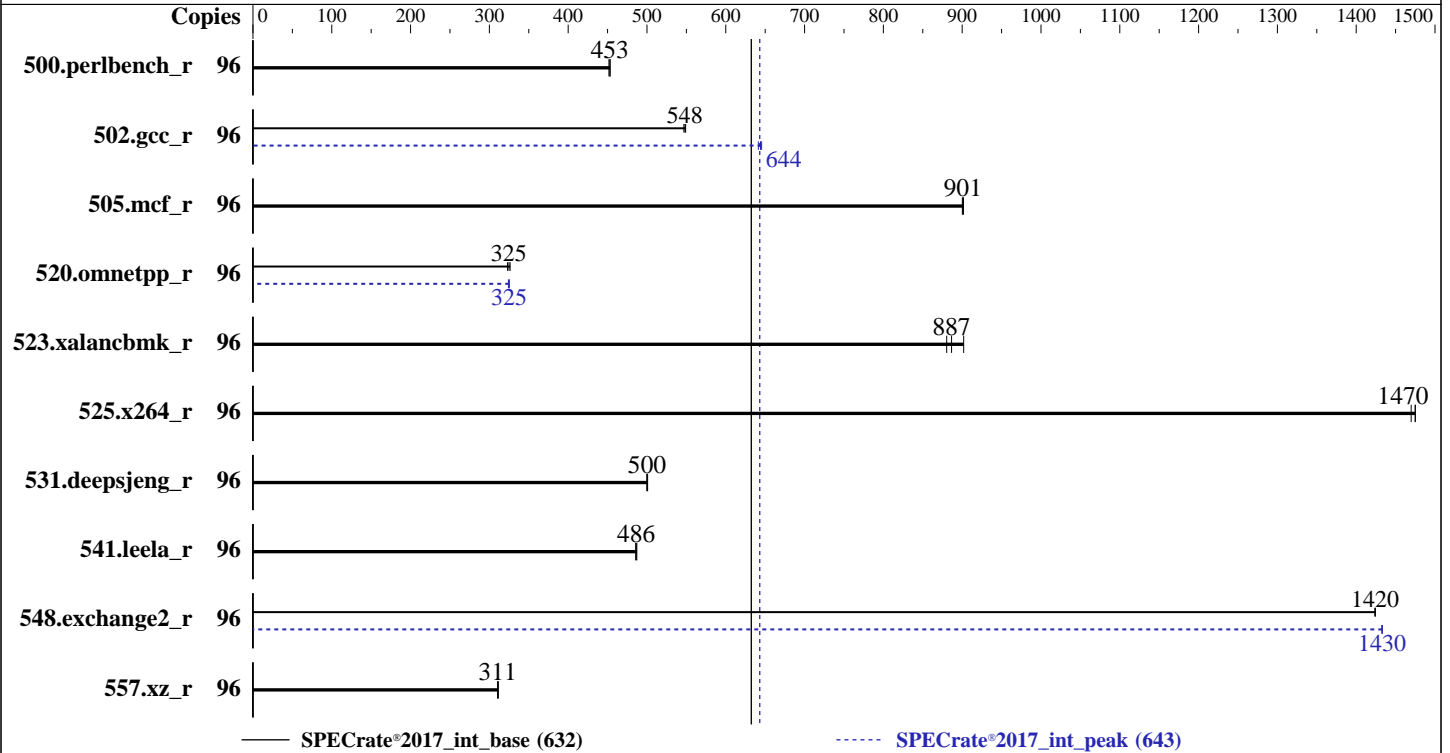 Copies 0 100 200 300 400 500 600 700 800 900 1000 1100 1200 1300 1400 1500
500.perlbench_r 96 453
502.gcc_r 96 548
644
505.mcf_r 96 901
520.omnetpp_r 96 325
325
523.xalancbmk_r 96 887
525.x264_r 96 1470
531.deepsjeng_r 96 500
541.leela_r 96 486
548.exchange2_r 96 1420
1430
557.xz_r 96 311
SPECrate®2017_int_base (632) SPECrate®2017_int_peak (643)